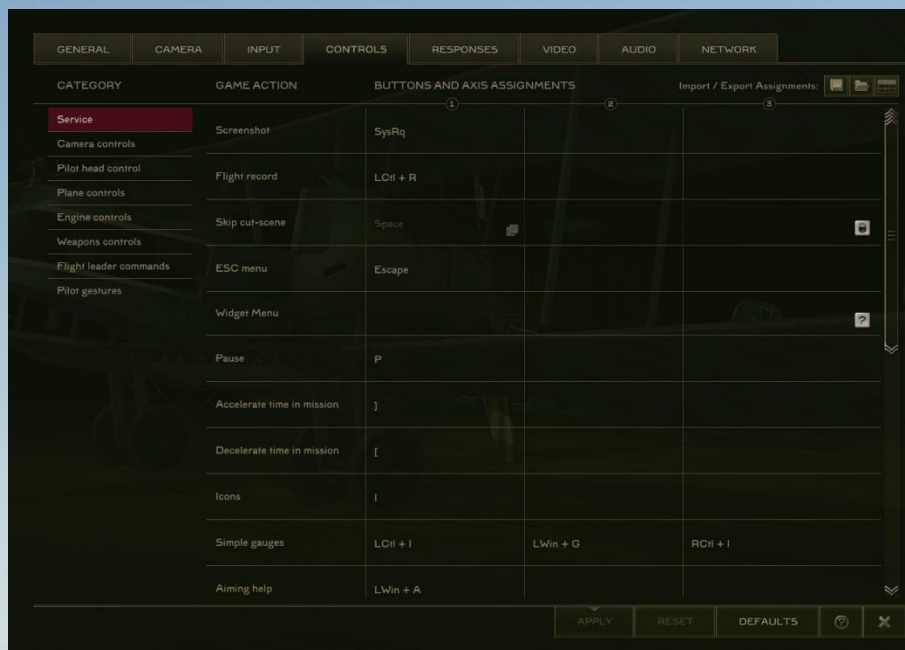 GENERAL CAMERA INPUT CONTROLS RESPONSES VIDEO AUDIO NETWORK
CATEGORY GAME ACTION BUTTONS AND AXIS ASSIGNMENTS Import / Export Assignments:
1 2 3
Service
Camera controls
Pilot head control
Plane controls
Engine controls
Weapons controls
Flight leader commands
Pilot gestures
Screenshot SysRq
Flight record LCtl + R
Skip cut-scene Space
ESC menu Escape
Widget Menu ?
Pause P
Accelerate time in mission ]
Decelerate time in mission [
Icons I
Simple gauges LCtl + I LWin + G RCtl + I
Aiming help LWin + A
APPLY RESET DEFAULTS ?